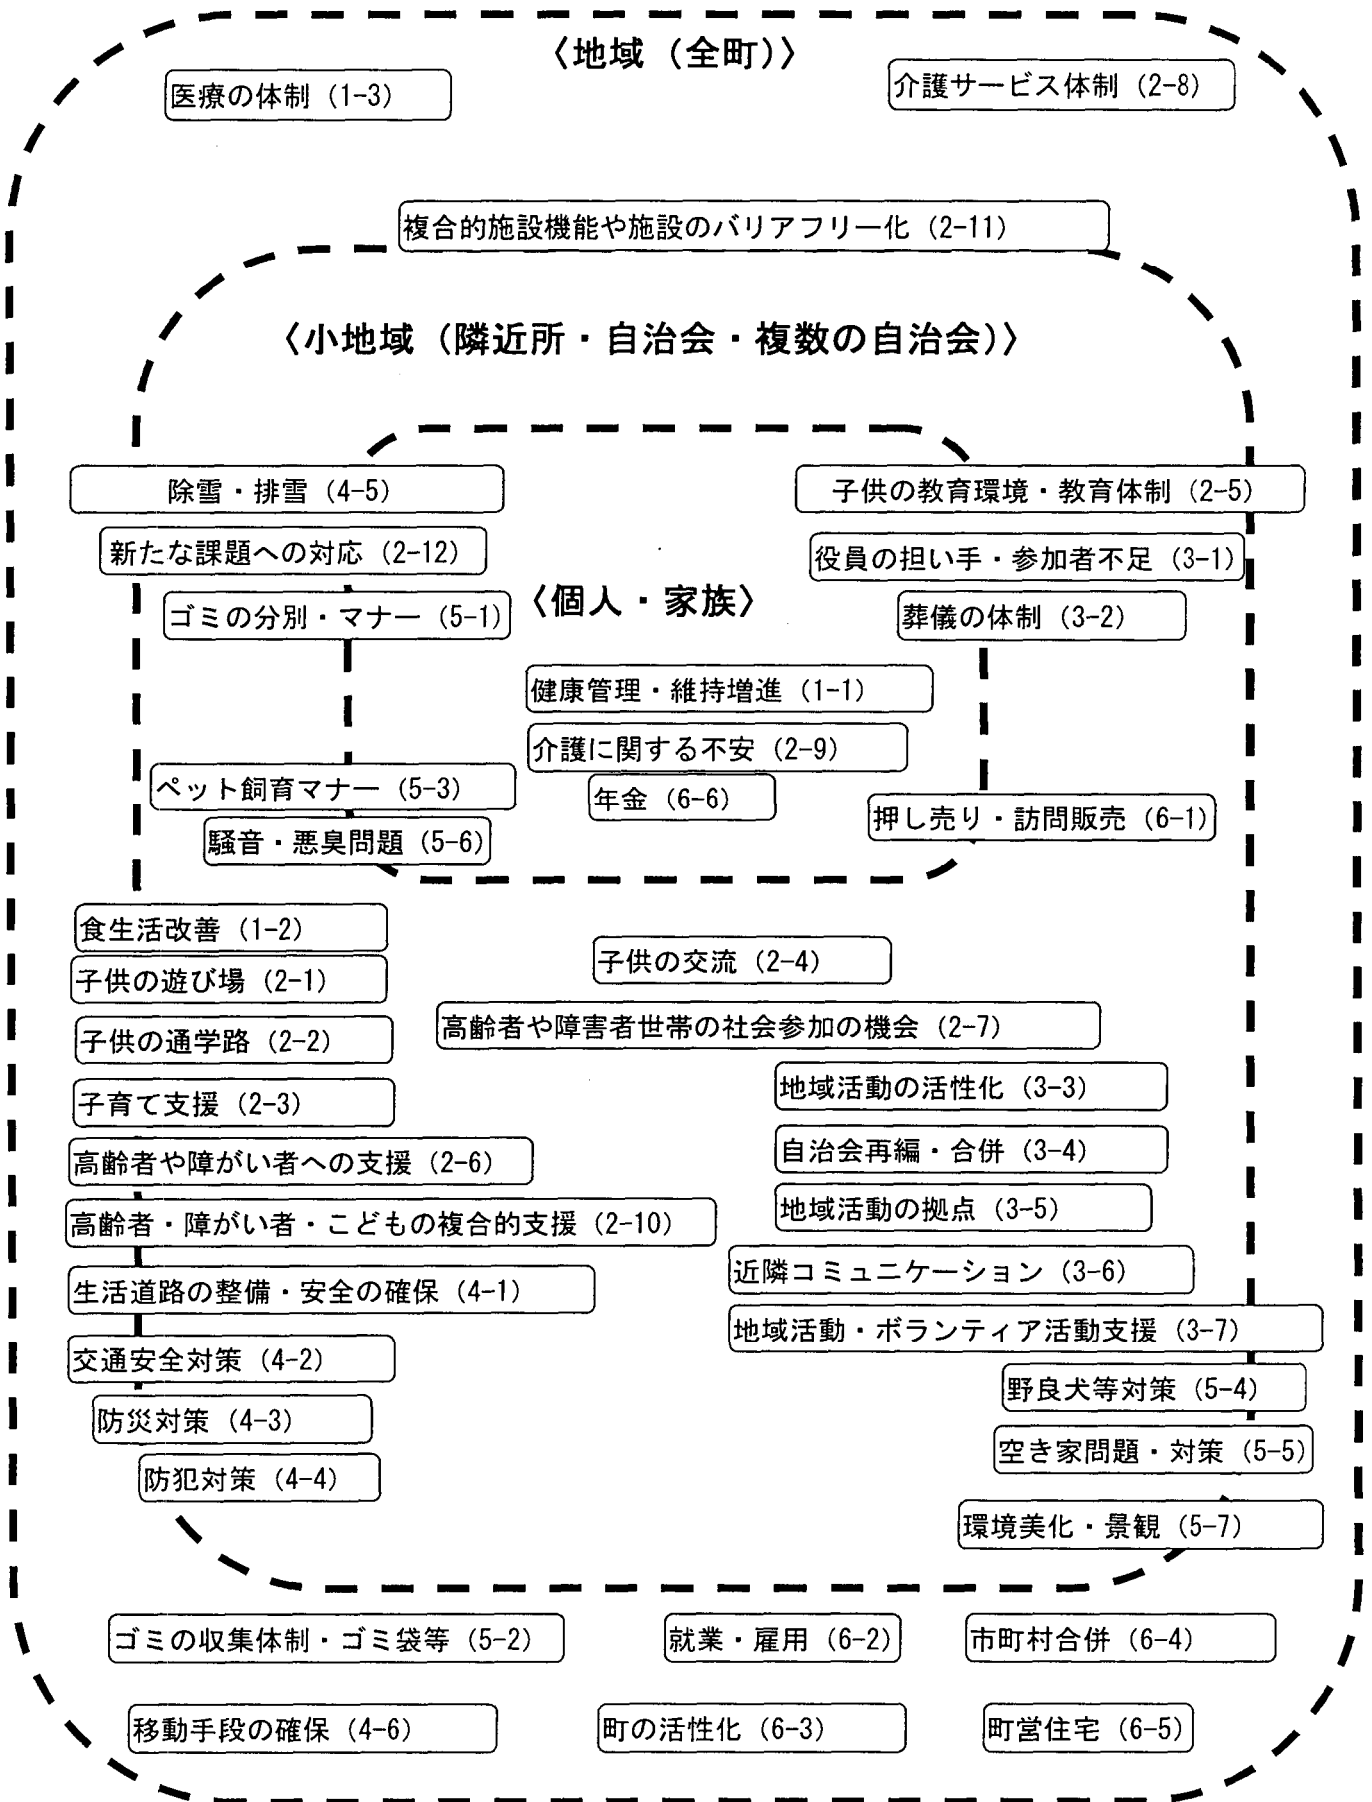 〈地域（全町）〉
医療の体制（1-3）
介護サービス体制（2-8）
複合的施設機能や施設のバリアフリー化（2-11）
〈小地域（隣近所・自治会・複数の自治会）〉
除雪・排雪（4-5）
子供の教育環境・教育体制（2-5）
新たな課題への対応（2-12）
役員の担い手・参加者不足（3-1）
〈個人・家族〉
ゴミの分別・マナー（5-1）
葬儀の体制（3-2）
健康管理・維持増進（1-1）
介護に関する不安（2-9）
ペット飼育マナー（5-3）
年金（6-6）
押し売り・訪問販売（6-1）
騒音・悪臭問題（5-6）
食生活改善（1-2）
子供の交流（2-4）
子供の遊び場（2-1）
高齢者や障害者世帯の社会参加の機会（2-7）
子供の通学路（2-2）
地域活動の活性化（3-3）
子育て支援（2-3）
自治会再編・合併（3-4）
高齢者や障がい者への支援（2-6）
地域活動の拠点（3-5）
高齢者・障がい者・こどもの複合的支援（2-10）
近隣コミュニケーション（3-6）
生活道路の整備・安全の確保（4-1）
地域活動・ボランティア活動支援（3-7）
交通安全対策（4-2）
野良犬等対策（5-4）
防災対策（4-3）
空き家問題・対策（5-5）
防犯対策（4-4）
環境美化・景観（5-7）
ゴミの収集体制・ゴミ袋等（5-2）
就業・雇用（6-2）
市町村合併（6-4）
移動手段の確保（4-6）
町の活性化（6-3）
町営住宅（6-5）